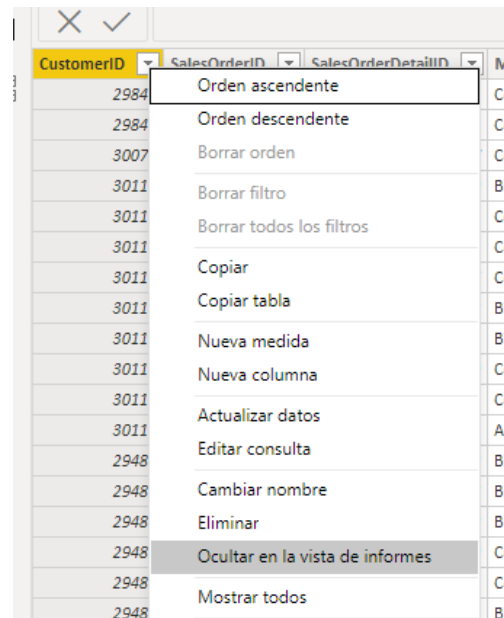 CustomerID SalesOrderID SalesOrderDetailID M
2984 Orden ascendente C
2984 Orden descendente C
3007 Borrar orden C
3011 Borrar filtro B
3011 Borrar todos los filtros C
3011 C
3011 Copiar C
3011 Copiar tabla B
3011 Nueva medida B
3011 Nueva columna C
3011 C
3011 Actualizar datos A
2948 Editar consulta B
2948 Cambiar nombre B
2948 Eliminar B
2948 Ocultar en la vista de informes C
2948 Mostrar todos C
2948 B